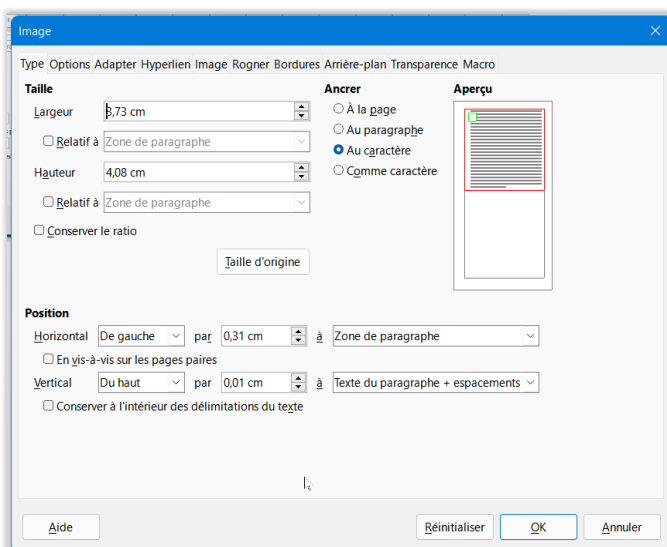 Image
Type Options Adapter Hyperlien Image Rogner Bordures Arrière-plan Transparence Macro
Taille Ancrer Aperçu
Largeur 3,73 cm À la page
Relatif à Zone de paragraphe Au paragraphe
Au caractère
Hauteur 4,08 cm Comme caractère
Relatif à Zone de paragraphe
Conserver le ratio
Taille d'origine
Position
Horizontal De gauche par 0,31 cm à Zone de paragraphe
En vis-à-vis sur les pages paires
Vertical Du haut par 0,01 cm à Texte du paragraphe + espacements
Conserver à l'intérieur des délimitations du texte
Aide Réinitialiser OK Annuler